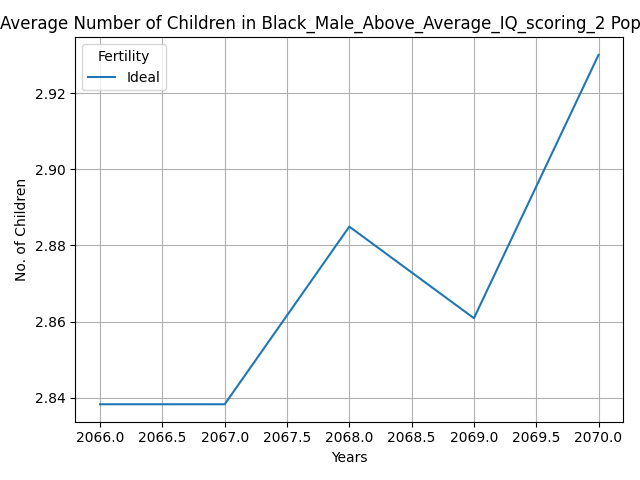 Average Number of Children in Black_Male_Above_Average_IQ_scoring_2 Pop
Fertility
Ideal
No. of Children
2.92
2.90
2.88
2.86
2.84
2066.0 2066.5 2067.0 2067.5 2068.0 2068.5 2069.0 2069.5 2070.0
Years